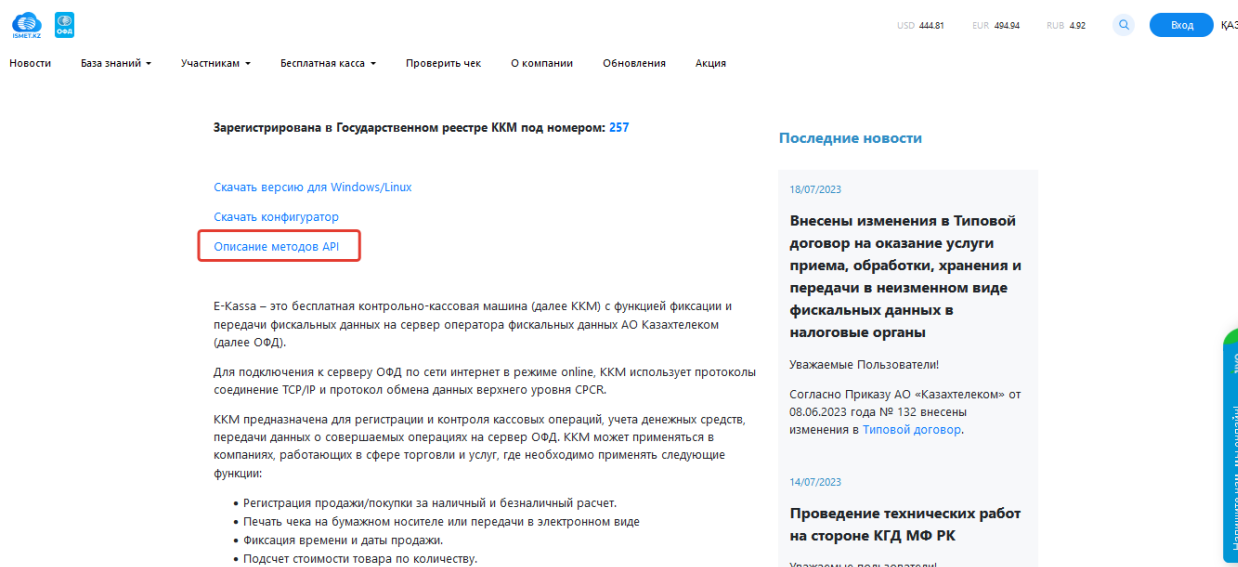 ISMET.KZ
ОФД
USD 444.81 EUR 494.94 RUB 4.92
Вход
ҚАЗ
Новости База знаний Участникам Бесплатная касса Проверить чек О компании Обновления Акция
Зарегистрирована в Государственном реестре ККМ под номером: 257
Скачать версию для Windows/Linux
Скачать конфигуратор
Описание методов API
E-Kassa – это бесплатная контрольно-кассовая машина (далее ККМ) с функцией фиксации и
передачи фискальных данных на сервер оператора фискальных данных АО Казахтелеком
(далее ОФД).
Для подключения к серверу ОФД по сети интернет в режиме online, ККМ использует протоколы
соединение TCP/IP и протокол обмена данных верхнего уровня CPCR.
ККМ предназначена для регистрации и контроля кассовых операций, учета денежных средств,
передачи данных о совершаемых операциях на сервер ОФД. ККМ может применяться в
компаниях, работающих в сфере торговли и услуг, где необходимо применять следующие
функции:
• Регистрация продажи/покупки за наличный и безналичный расчет.
• Печать чека на бумажном носителе или передачи в электронном виде
• Фиксация времени и даты продажи.
• Подсчет стоимости товара по количеству.
Последние новости
18/07/2023
Внесены изменения в Типовой
договор на оказание услуги
приема, обработки, хранения и
передачи в неизменном виде
фискальных данных в
налоговые органы
Уважаемые Пользователи!
Согласно Приказу АО «Казахтелеком» от
08.06.2023 года № 132 внесены
изменения в Типовой договор.
14/07/2023
Проведение технических работ
на стороне КГД МФ РК
Уважаемые пользователи!
Напишите нам, мы онлайн!